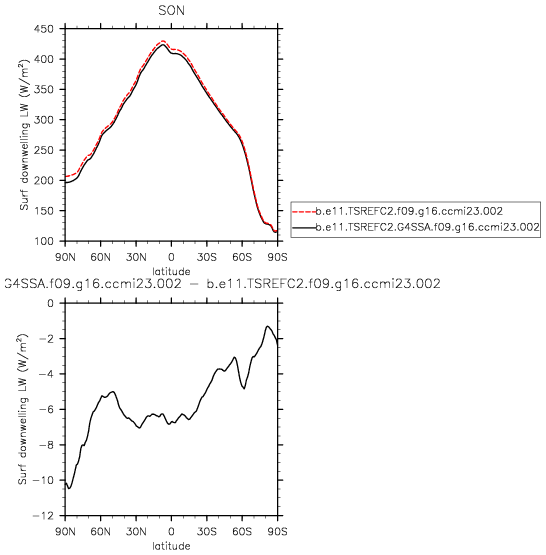 SON
Surf downwelling LW (W/m²)
450
400
350
300
250
200
150
100
90N 60N 30N 0 30S 60S 90S
latitude
b.e11.TSREFC2.f09.g16.ccmi23.002
b.e11.TSREFC2.G4SSA.f09.g16.ccmi23.002
G4SSA.f09.g16.ccmi23.002 − b.e11.TSREFC2.f09.g16.ccmi23.002
Surf downwelling LW (W/m²)
0
−2
−4
−6
−8
−10
−12
90N 60N 30N 0 30S 60S 90S
latitude